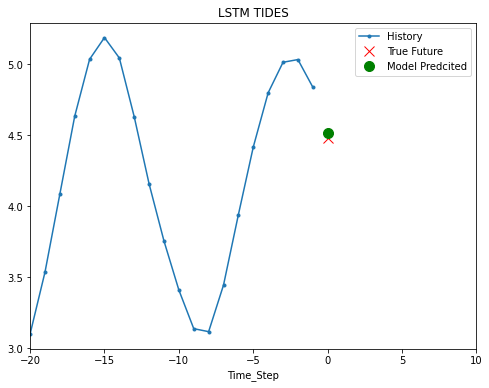 LSTM TIDES
History
True Future
Model Predcited
5.0
4.5
4.0
3.5
3.0
−20 −15 −10 −5 0 5 10
Time_Step